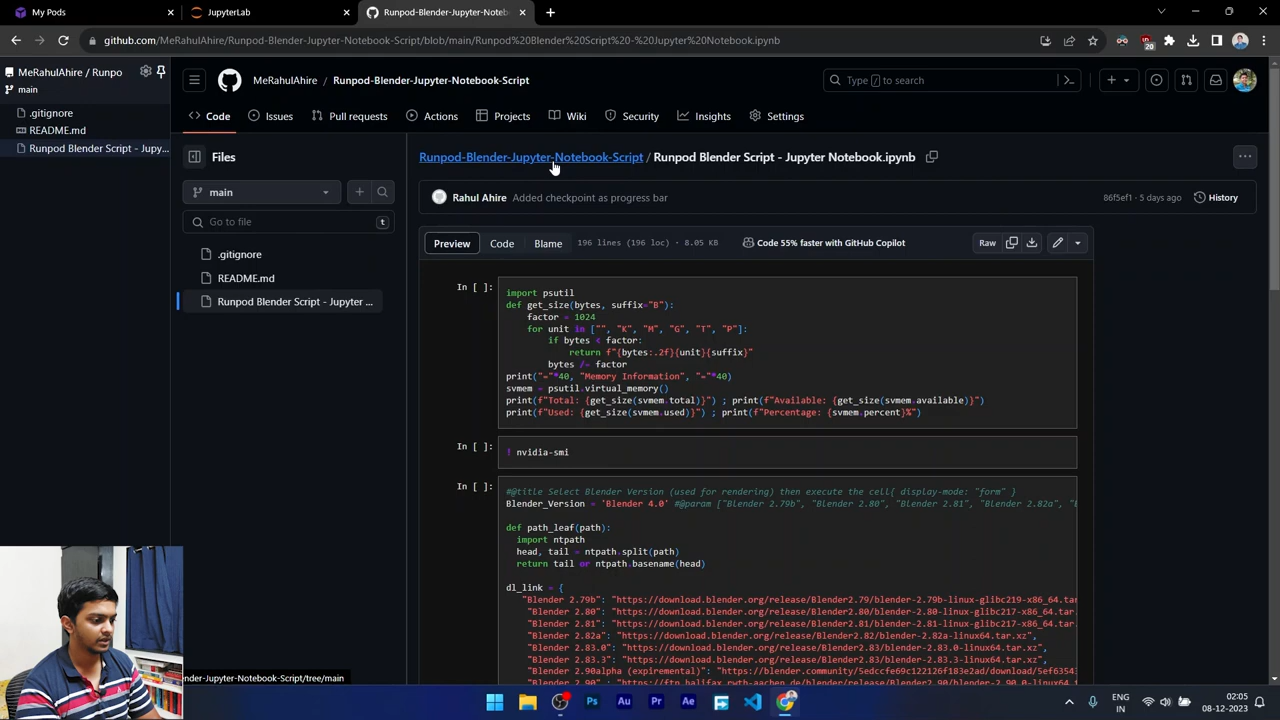 My Pods
JupyterLab
Runpod-Blender-Jupyter-Noteb
github.com/MeRahulAhire/Runpod-Blender-Jupyter-Notebook-Script/blob/main/Runpod%20Blender%20Script%20-%20Jupyter%20Notebook.ipynb
20
MeRahulAhire / Runpo
main
.gitignore
README.md
Runpod Blender Script - Jupy...
MeRahulAhire / Runpod-Blender-Jupyter-Notebook-Script
Type / to search
Code
Issues
Pull requests
Actions
Projects
Wiki
Security
Insights
Settings
Files
main
Go to file
t
.gitignore
README.md
Runpod Blender Script - Jupyter ...
Runpod-Blender-Jupyter-Notebook-Script / Runpod Blender Script - Jupyter Notebook.ipynb
Rahul Ahire Added checkpoint as progress bar
86f5ef1 · 5 days ago
History
Preview
Code
Blame
196 lines (196 loc) · 8.05 KB
Code 55% faster with GitHub Copilot
Raw
In [ ]:
import psutil
def get_size(bytes, suffix="B"):
factor = 1024
for unit in ["", "K", "M", "G", "T", "P"]:
if bytes < factor:
return f"{bytes:.2f}{unit}{suffix}"
bytes /= factor
print("="*40, "Memory Information", "="*40)
svmem = psutil.virtual_memory()
print(f"Total: {get_size(svmem.total)}") ; print(f"Available: {get_size(svmem.available)}")
print(f"Used: {get_size(svmem.used)}") ; print(f"Percentage: {svmem.percent}%")
In [ ]:
! nvidia-smi
In [ ]:
#@title Select Blender Version (used for rendering) then execute the cell{ display-mode: "form" }
Blender_Version = 'Blender 4.0' #@param ["Blender 2.79b", "Blender 2.80", "Blender 2.81", "Blender 2.82a",
def path_leaf(path):
import ntpath
head, tail = ntpath.split(path)
return tail or ntpath.basename(head)
dl_link = {
"Blender 2.79b": "https://download.blender.org/release/Blender2.79/blender-2.79b-linux-glibc219-x86_64.tar.
"Blender 2.80": "https://download.blender.org/release/Blender2.80/blender-2.80-linux-glibc217-x86_64.tar.
"Blender 2.81": "https://download.blender.org/release/Blender2.81/blender-2.81-linux-glibc217-x86_64.tar.
"Blender 2.82a": "https://download.blender.org/release/Blender2.82/blender-2.82a-linux64.tar.xz",
"Blender 2.83.0": "https://download.blender.org/release/Blender2.83/blender-2.83.0-linux64.tar.xz",
"Blender 2.83.3": "https://download.blender.org/release/Blender2.83/blender-2.83.3-linux64.tar.xz",
"Blender 2.90alpha (expiremental)":
ender-Jupyter-Notebook-Script/tree/main
Ps
Au
Pr
Ae
ENG
IN
02:05
08-12-2023